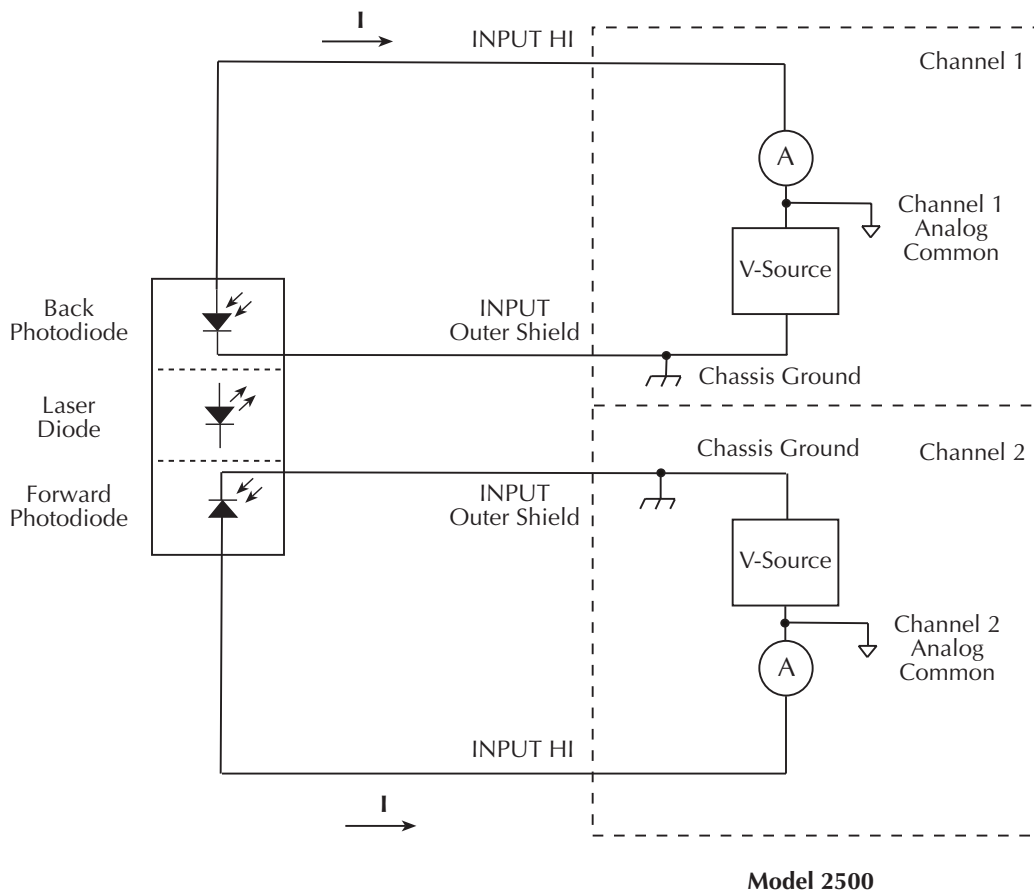 I
INPUT HI
Channel 1
A
Channel 1
Analog
Common
V-Source
Back
Photodiode
INPUT
Outer Shield
Chassis Ground
Laser
Diode
Chassis Ground
Channel 2
Forward
Photodiode
INPUT
Outer Shield
V-Source
Channel 2
Analog
Common
A
INPUT HI
I
Model 2500